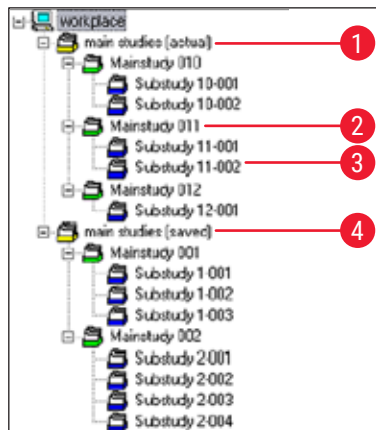 workplace
main studies (actual) 1
Mainstudy 010
Substudy 10-001
Substudy 10-002
Mainstudy 011 2
Substudy 11-001
Substudy 11-002 3
Mainstudy 012
Substudy 12-001
main studies (saved) 4
Mainstudy 001
Substudy 1-001
Substudy 1-002
Substudy 1-003
Mainstudy 002
Substudy 2-001
Substudy 2-002
Substudy 2-003
Substudy 2-004